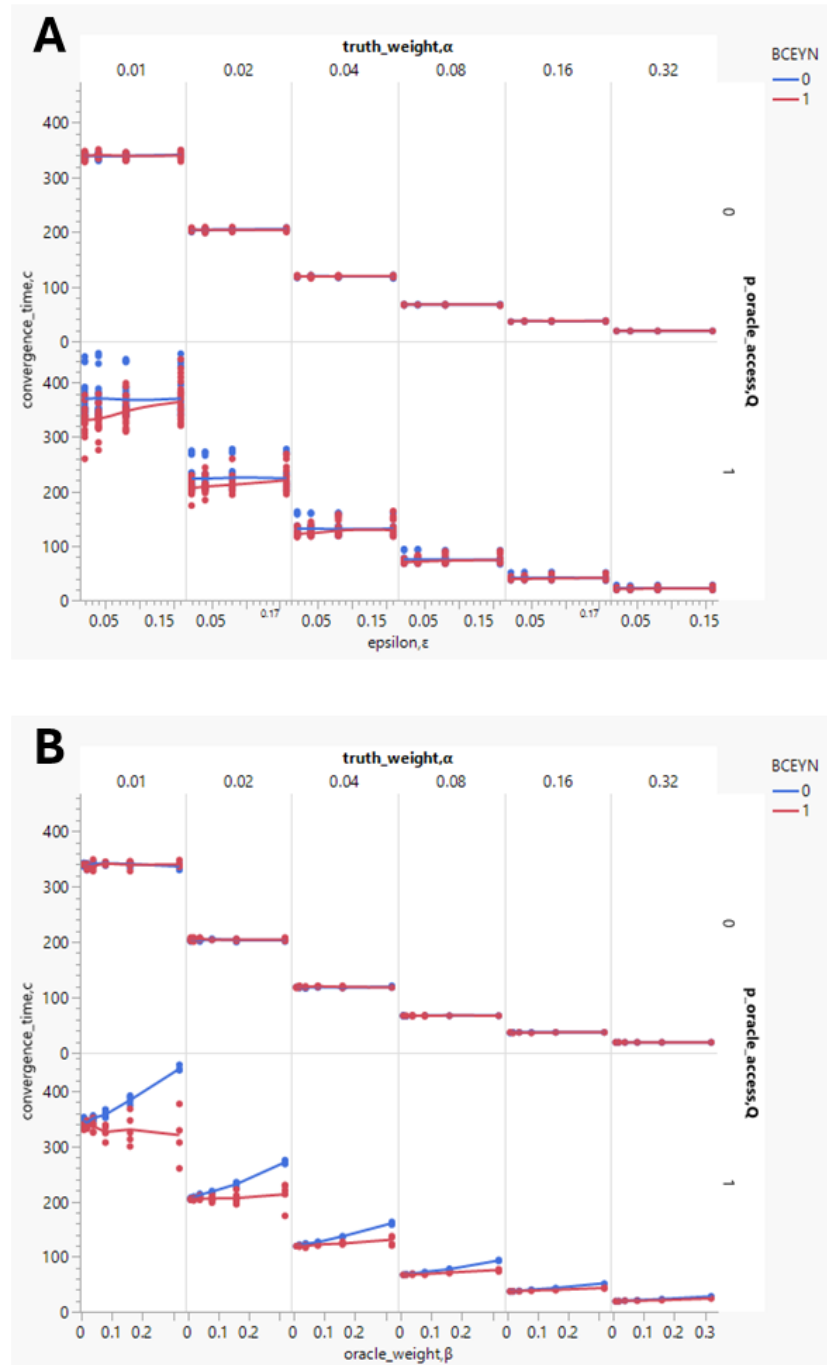 A
truth_weight,α
BCEYN
0.01 0.02 0.04 0.08 0.16 0.32
0
1
400
300
200
100
0
0
400
300
200
100
0
1
convergence_time,c
p_oracle_access,Q
0.05 0.15 0.05 0.17 0.05 0.15 0.05 0.15 0.05 0.17 0.05 0.15
epsilon,ε
B
truth_weight,α
BCEYN
0.01 0.02 0.04 0.08 0.16 0.32
0
1
400
300
200
100
0
0
400
300
200
100
0
1
convergence_time,c
p_oracle_access,Q
0 0.1 0.2 0 0.1 0.2 0 0.1 0.2 0 0.1 0.2 0 0.1 0.2 0 0.1 0.2 0.3
oracle_weight,β